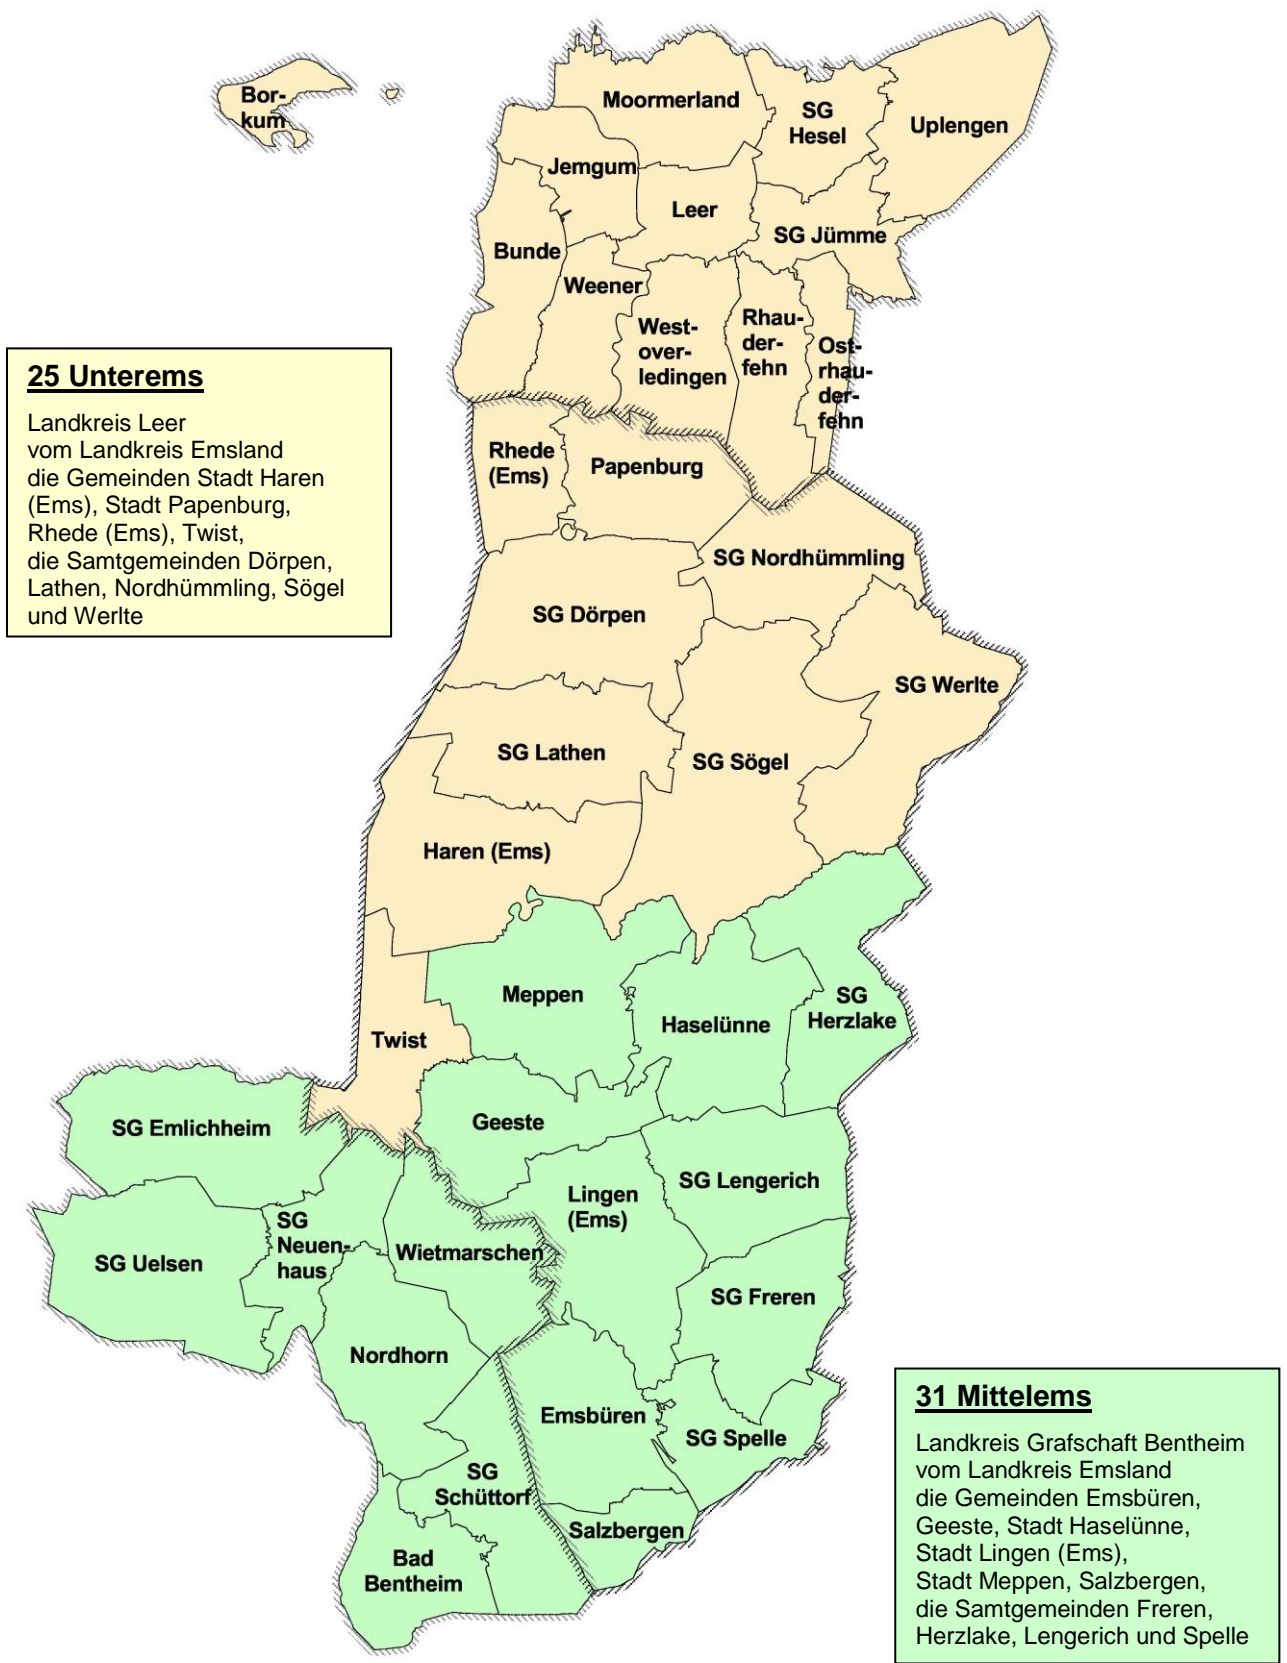 Bor-
kum
Moormerland
SG
Hesel
Uplengen
Jemgum
Leer
SG Jümme
Bunde
Weener
West-
over-
ledingen
Rhau-
der-
fehn
Ost-
rhau-
der-
fehn
25 Unterems
Landkreis Leer
vom Landkreis Emsland
die Gemeinden Stadt Haren
(Ems), Stadt Papenburg,
Rhede (Ems), Twist,
die Samtgemeinden Dörpen,
Lathen, Nordhümmling, Sögel
und Werlte
Rhede
(Ems)
Papenburg
SG Nordhümmling
SG Dörpen
SG Werlte
SG Lathen
SG Sögel
Haren (Ems)
Meppen
Haselünne
SG
Herzlake
Twist
SG Emlichheim
Geeste
SG Lengerich
Lingen
(Ems)
SG
Neuen-
haus
Wietmarschen
SG Uelsen
SG Freren
Nordhorn
Emsbüren
SG Spelle
SG
Schüttorf
Salzbergen
Bad
Bentheim
31 Mittelems
Landkreis Grafschaft Bentheim
vom Landkreis Emsland
die Gemeinden Emsbüren,
Geeste, Stadt Haselünne,
Stadt Lingen (Ems),
Stadt Meppen, Salzbergen,
die Samtgemeinden Freren,
Herzlake, Lengerich und Spelle